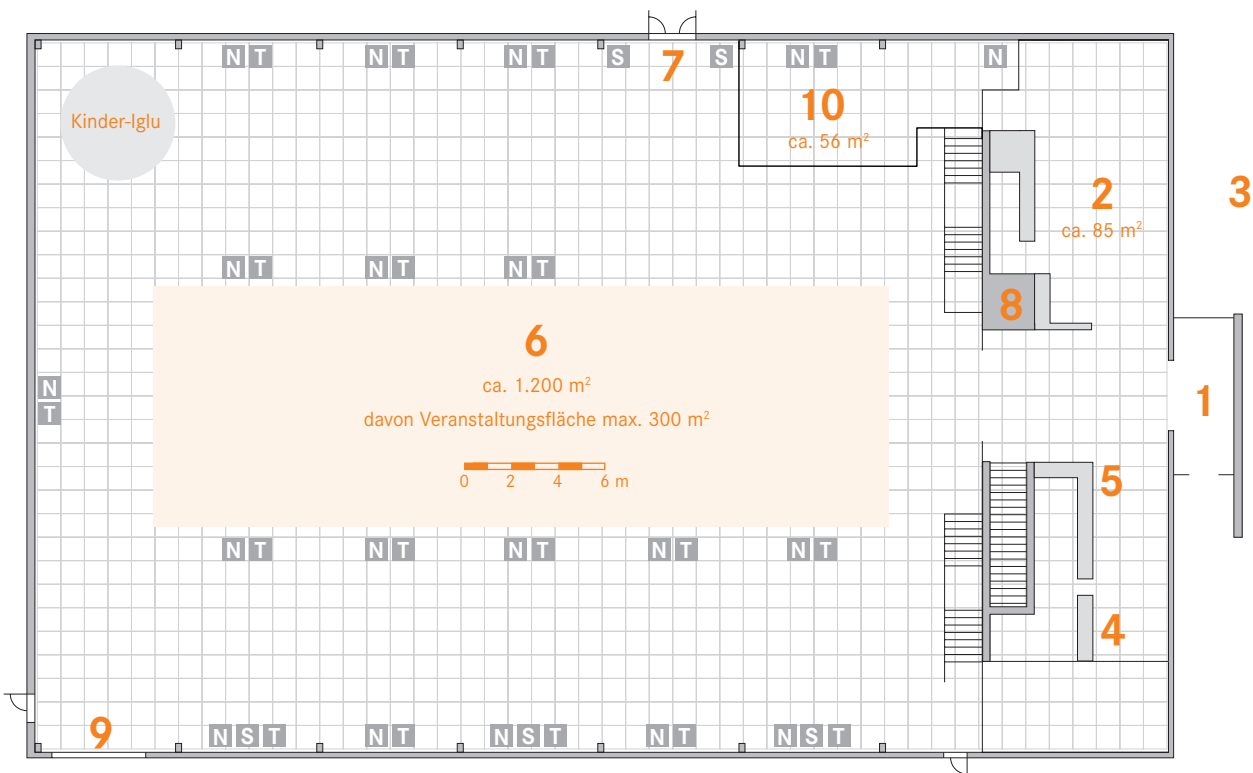 N T N T N T S 7 S N T N
10
ca. 56 m²
Kinder-Iglu
2
ca. 85 m²
3
N T N T N T
8
6
ca. 1.200 m²
davon Veranstaltungsfläche max. 300 m²
0 2 4 6 m
N
T
1
5
N T N T N T N T N T
4
9 N S T N T N S T N T N S T